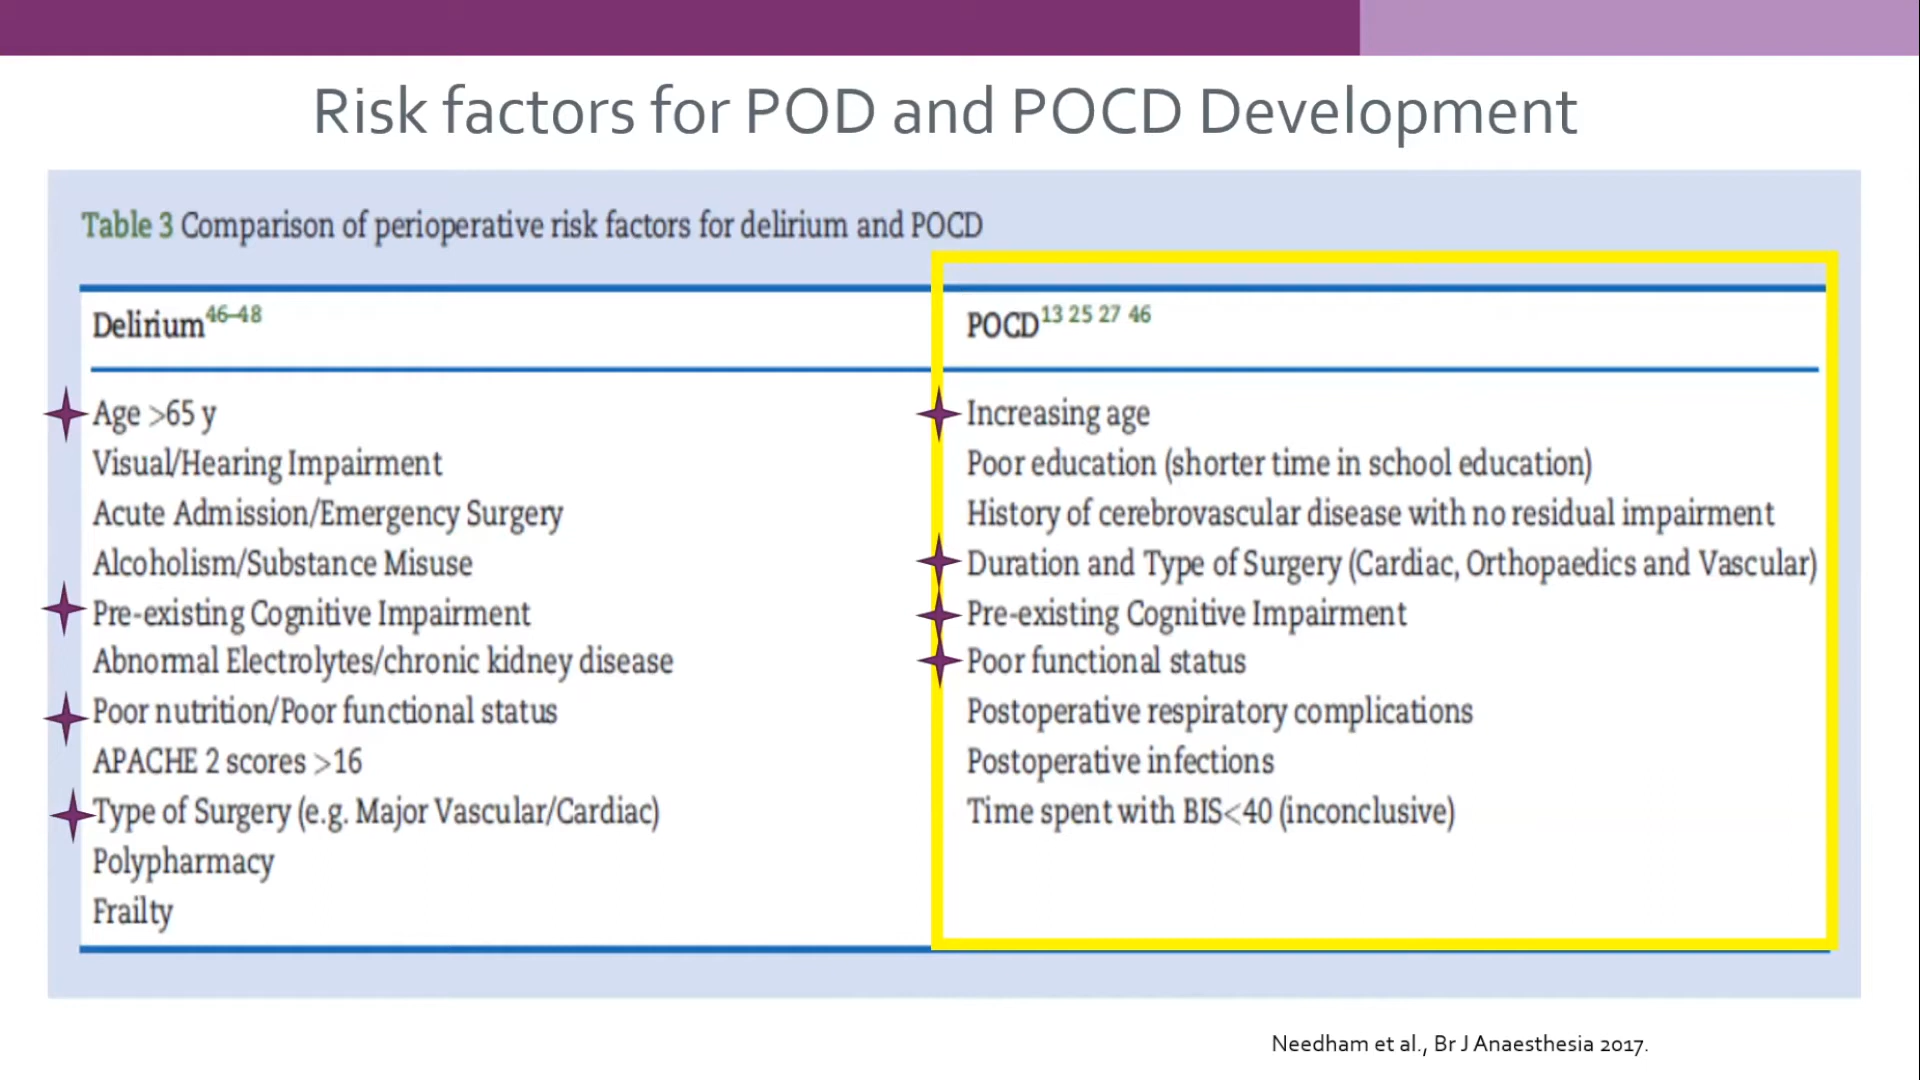 Risk factors for POD and POCD Development
Table 3 Comparison of perioperative risk factors for delirium and POCD
Delirium46–48
POCD13 25 27 46
Age >65 y
Increasing age
Visual/Hearing Impairment
Poor education (shorter time in school education)
Acute Admission/Emergency Surgery
History of cerebrovascular disease with no residual impairment
Alcoholism/Substance Misuse
Duration and Type of Surgery (Cardiac, Orthopaedics and Vascular)
Pre-existing Cognitive Impairment
Pre-existing Cognitive Impairment
Abnormal Electrolytes/chronic kidney disease
Poor functional status
Poor nutrition/Poor functional status
Postoperative respiratory complications
APACHE 2 scores >16
Postoperative infections
Type of Surgery (e.g. Major Vascular/Cardiac)
Time spent with BIS<40 (inconclusive)
Polypharmacy
Frailty
Needham et al., Br J Anaesthesia 2017.